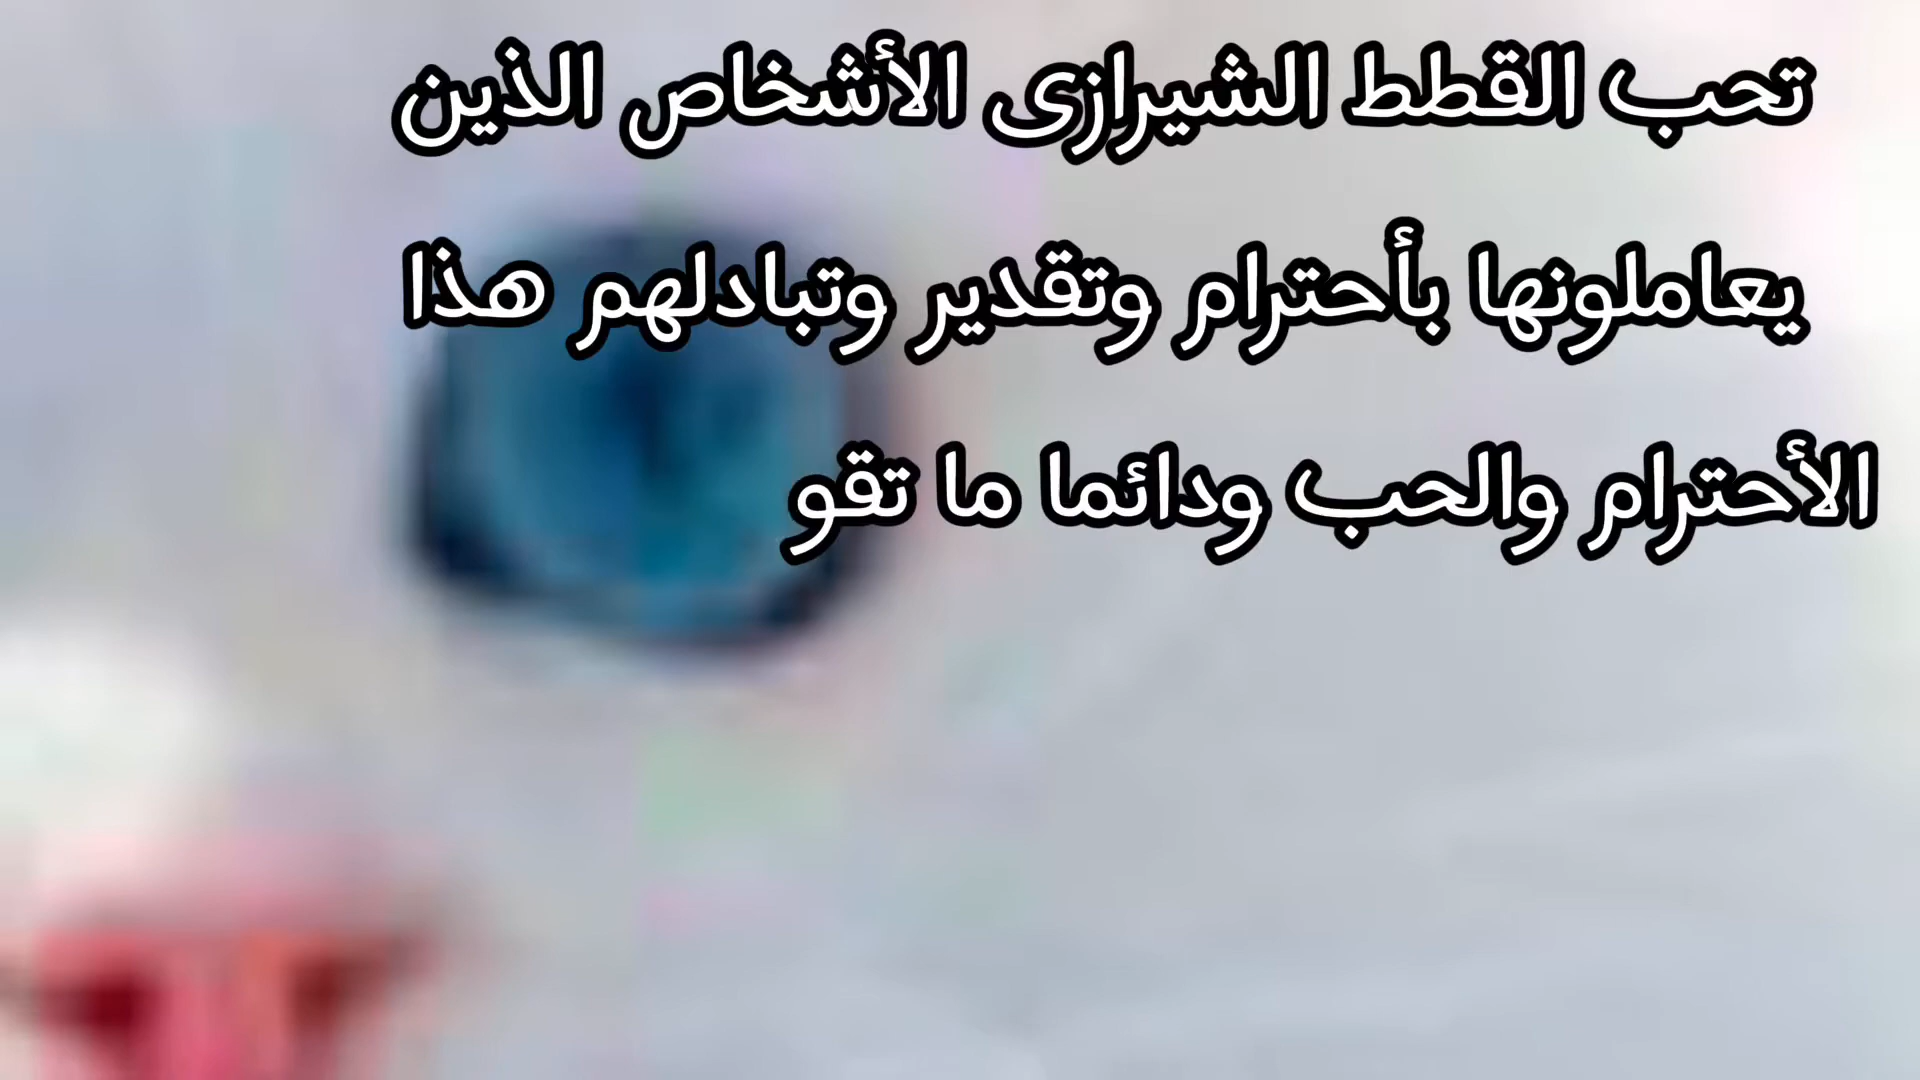 تحب القطط الشيرازى الأشخاص الذين
يعاملونها بأحترام وتقدير وتبادلهم هذا
الأحترام والحب ودائما ما تقو